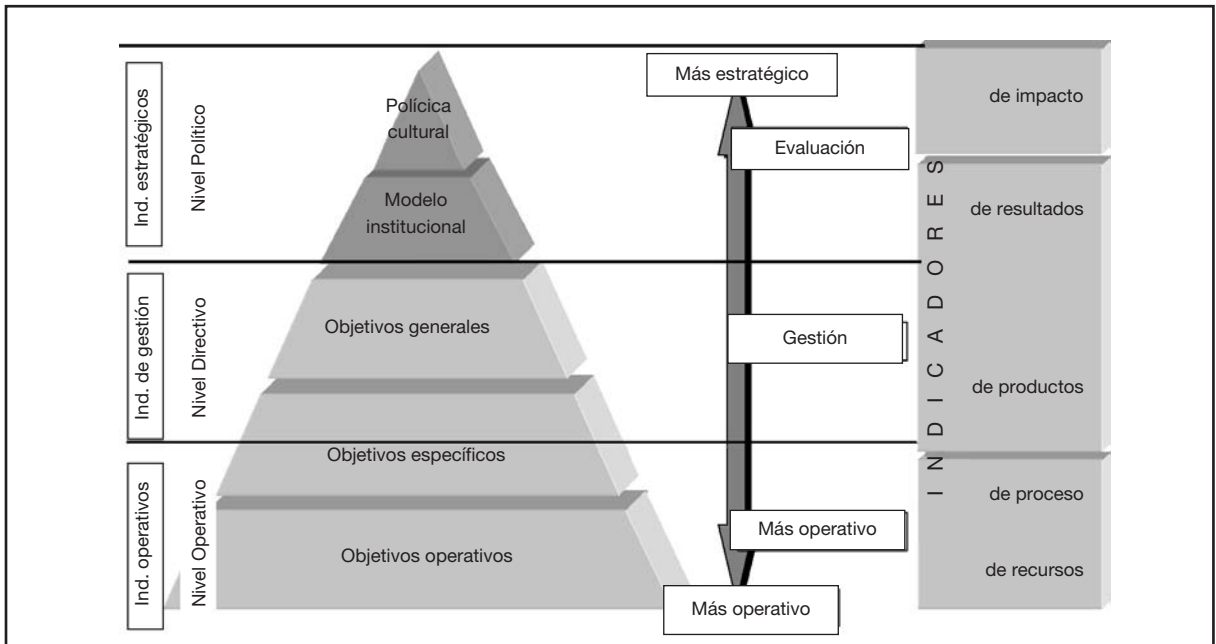 Ind. estratégicos
Nivel Político
Polícica
cultural
Modelo
institucional
Más estratégico
Evaluación
de impacto
de resultados
Ind. de gestión
Nivel Directivo
Objetivos generales
Gestión
INDICADORES
de productos
Ind. operativos
Nivel Operativo
Objetivos específicos
Objetivos operativos
Más operativo
Más operativo
de proceso
de recursos